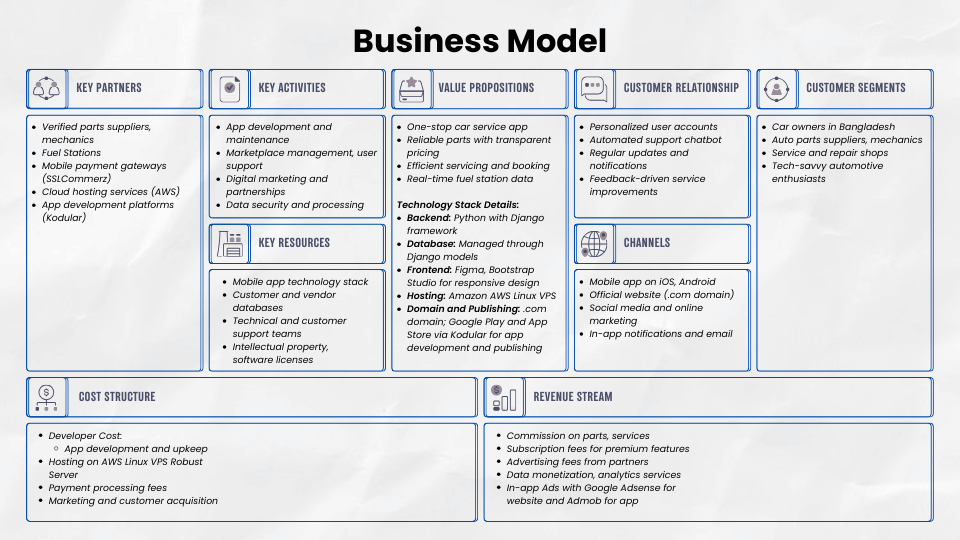 Business Model
KEY PARTNERS
Verified parts suppliers,
mechanics
Fuel Stations
Mobile payment gateways
(SSLCommerz)
Cloud hosting services (AWS)
App development platforms
(Kodular)
KEY ACTIVITIES
App development and
maintenance
Marketplace management, user
support
Digital marketing and
partnerships
Data security and processing
KEY RESOURCES
Mobile app technology stack
Customer and vendor
databases
Technical and customer
support teams
Intellectual property,
software licenses
VALUE PROPOSITIONS
One-stop car service app
Reliable parts with transparent
pricing
Efficient servicing and booking
Real-time fuel station data
Technology Stack Details:
Backend: Python with Django
framework
Database: Managed through
Django models
Frontend: Figma, Bootstrap
Studio for responsive design
Hosting: Amazon AWS Linux VPS
Domain and Publishing: .com
domain; Google Play and App
Store via Kodular for app
development and publishing
CUSTOMER RELATIONSHIP
Personalized user accounts
Automated support chatbot
Regular updates and
notifications
Feedback-driven service
improvements
CHANNELS
Mobile app on iOS, Android
Official website (.com domain)
Social media and online
marketing
In-app notifications and email
CUSTOMER SEGMENTS
Car owners in Bangladesh
Auto parts suppliers, mechanics
Service and repair shops
Tech-savvy automotive
enthusiasts
COST STRUCTURE
Developer Cost:
App development and upkeep
Hosting on AWS Linux VPS Robust
Server
Payment processing fees
Marketing and customer acquisition
REVENUE STREAM
Commission on parts, services
Subscription fees for premium features
Advertising fees from partners
Data monetization, analytics services
In-app Ads with Google Adsense for
website and Admob for app